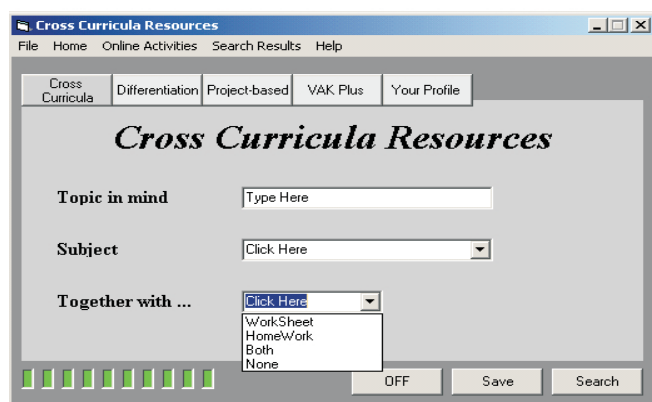 Cross Curricula Resources
File Home Online Activities Search Results Help
Cross Curricula Differentiation Project-based VAK Plus Your Profile
Cross Curricula Resources
Topic in mind Type Here
Subject Click Here
Together with ... Click Here
WorkSheet
HomeWork
Both
None
OFF Save Search